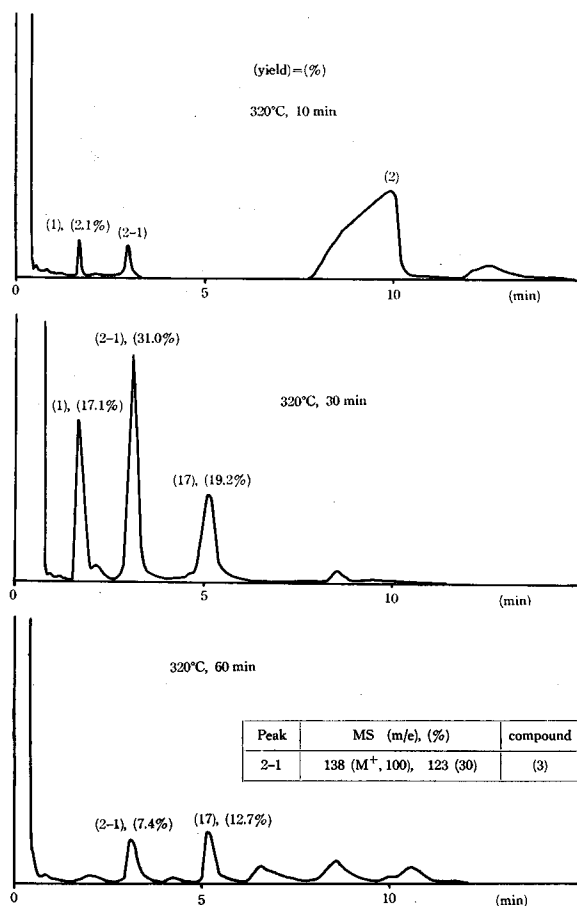 (yield)=(%)
320°C, 10 min
(2)
(1), (2.1%) (2-1)
0 5 10 (min)
(2-1), (31.0%)
(1), (17.1%)
320°C, 30 min
(17), (19.2%)
0 5 10 (min)
320°C, 60 min
Peak MS (m/e), (%) compound
2-1 138 (M+, 100), 123 (30) (3)
(2-1), (7.4%) (17), (12.7%)
0 5 10 (min)